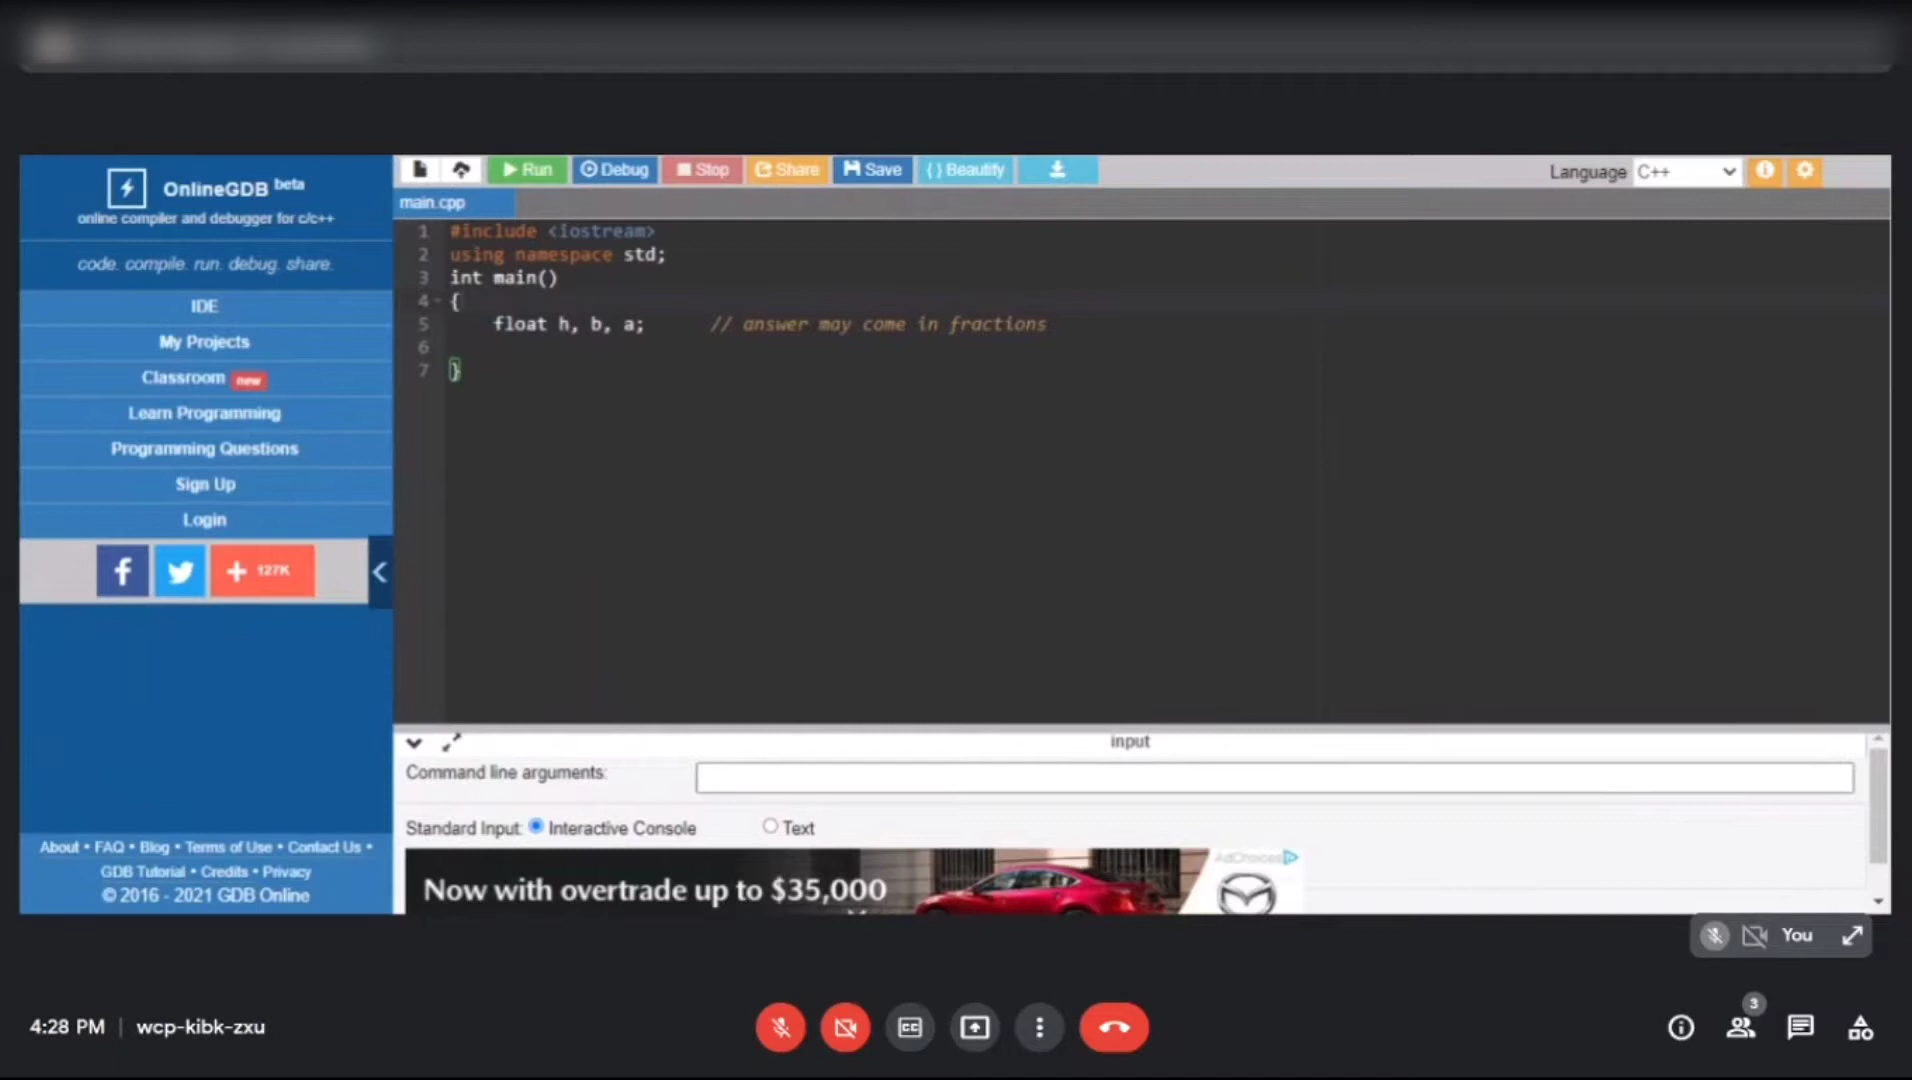 OnlineGDB beta
online compiler and debugger for c/c++
code. compile. run. debug. share.
IDE
My Projects
Classroom new
Learn Programming
Programming Questions
Sign Up
Login
f
+ 127K
About • FAQ • Blog • Terms of Use • Contact Us •
GDB Tutorial • Credits • Privacy
© 2016 - 2021 GDB Online
Run
Debug
Stop
Share
Save
{ } Beautify
Language C++
main.cpp
1 #include <iostream>
2 using namespace std;
3 int main()
4 {
5 float h, b, a; // answer may come in fractions
6
7 }
input
Command line arguments:
Standard Input: Interactive Console Text
Now with overtrade up to $35,000
AdChoices
You
4:28 PM | wcp-kibk-zxu
CC
3